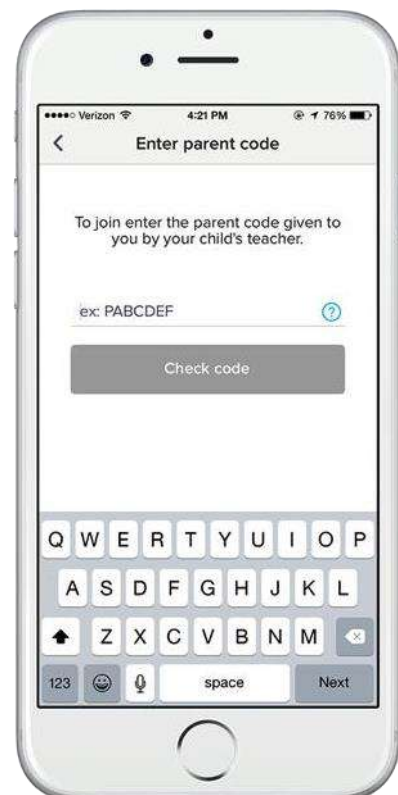 ●●●●○ Verizon 4:21 PM 76%
Enter parent code
To join enter the parent code given to
you by your child's teacher.
ex: PABCDEF ?
Check code
Q W E R T Y U I O P
A S D F G H J K L
Z X C V B N M
123 space Next